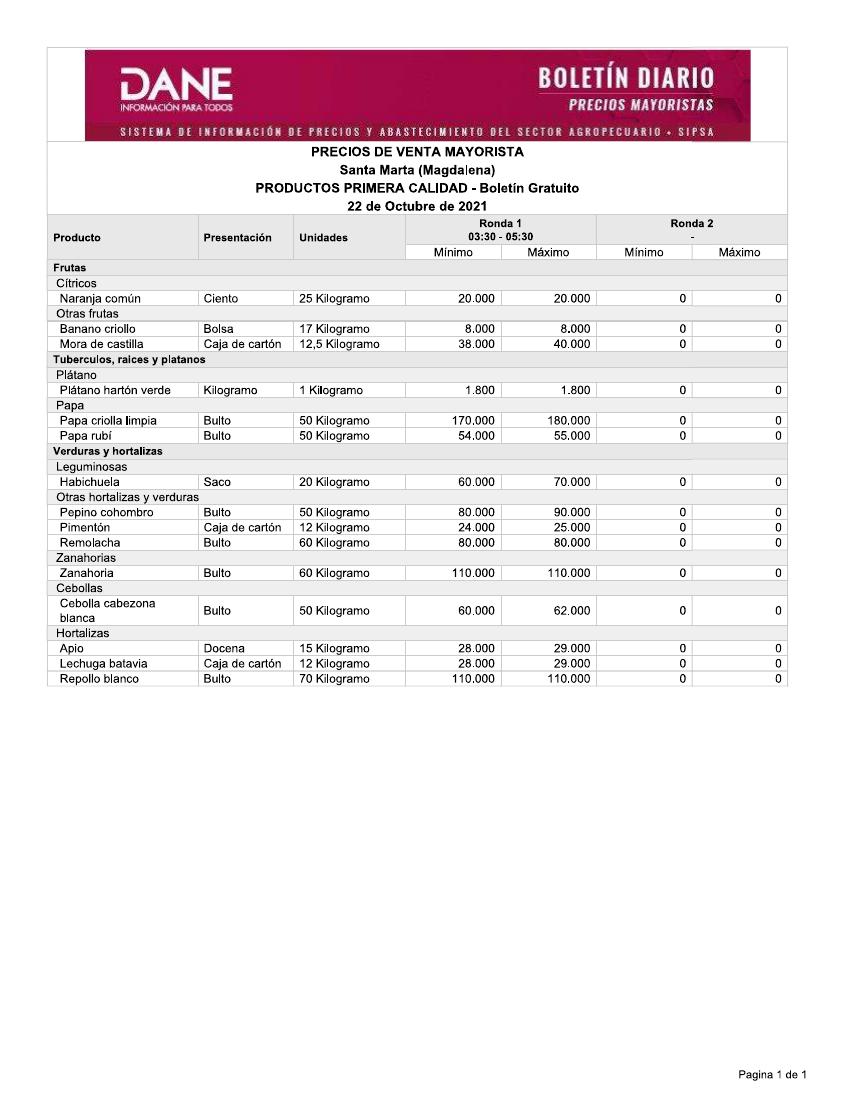 DANE
INFORMACIÓN PARA TODOS
BOLETÍN DIARIO
PRECIOS MAYORISTAS
SISTEMA DE INFORMACIÓN DE PRECIOS Y ABASTECIMIENTO DEL SECTOR AGROPECUARIO • SIPSA
PRECIOS DE VENTA MAYORISTA
Santa Marta (Magdalena)
PRODUCTOS PRIMERA CALIDAD - Boletín Gratuito
22 de Octubre de 2021
Producto Presentación Unidades Ronda 1 Ronda 2
03:30 - 05:30 -
Mínimo Máximo Mínimo Máximo
Frutas
Cítricos
Naranja común Ciento 25 Kilogramo 20.000 20.000 0 0
Otras frutas
Banano criollo Bolsa 17 Kilogramo 8.000 8.000 0 0
Mora de castilla Caja de cartón 12,5 Kilogramo 38.000 40.000 0 0
Tuberculos, raices y platanos
Plátano
Plátano hartón verde Kilogramo 1 Kilogramo 1.800 1.800 0 0
Papa
Papa criolla limpia Bulto 50 Kilogramo 170.000 180.000 0 0
Papa rubí Bulto 50 Kilogramo 54.000 55.000 0 0
Verduras y hortalizas
Leguminosas
Habichuela Saco 20 Kilogramo 60.000 70.000 0 0
Otras hortalizas y verduras
Pepino cohombro Bulto 50 Kilogramo 80.000 90.000 0 0
Pimentón Caja de cartón 12 Kilogramo 24.000 25.000 0 0
Remolacha Bulto 60 Kilogramo 80.000 80.000 0 0
Zanahorias
Zanahoria Bulto 60 Kilogramo 110.000 110.000 0 0
Cebollas
Cebolla cabezona
blanca Bulto 50 Kilogramo 60.000 62.000 0 0
Hortalizas
Apio Docena 15 Kilogramo 28.000 29.000 0 0
Lechuga batavia Caja de cartón 12 Kilogramo 28.000 29.000 0 0
Repollo blanco Bulto 70 Kilogramo 110.000 110.000 0 0
Pagina 1 de 1